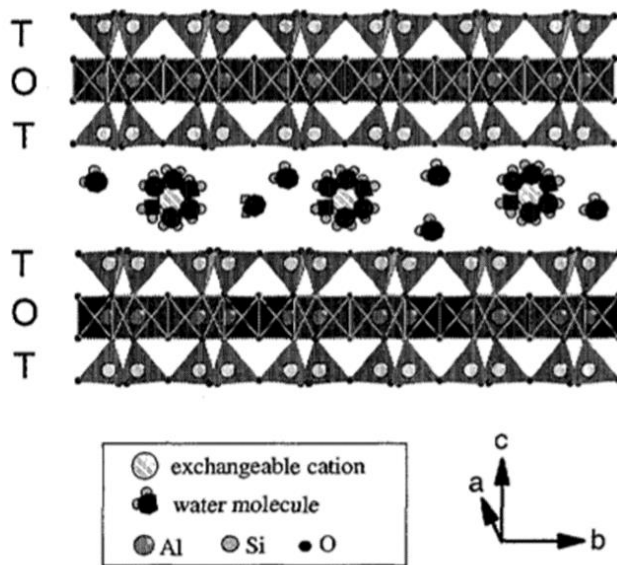 T
O
T
T
O
T
exchangeable cation
water molecule
Al Si O
c
a
b